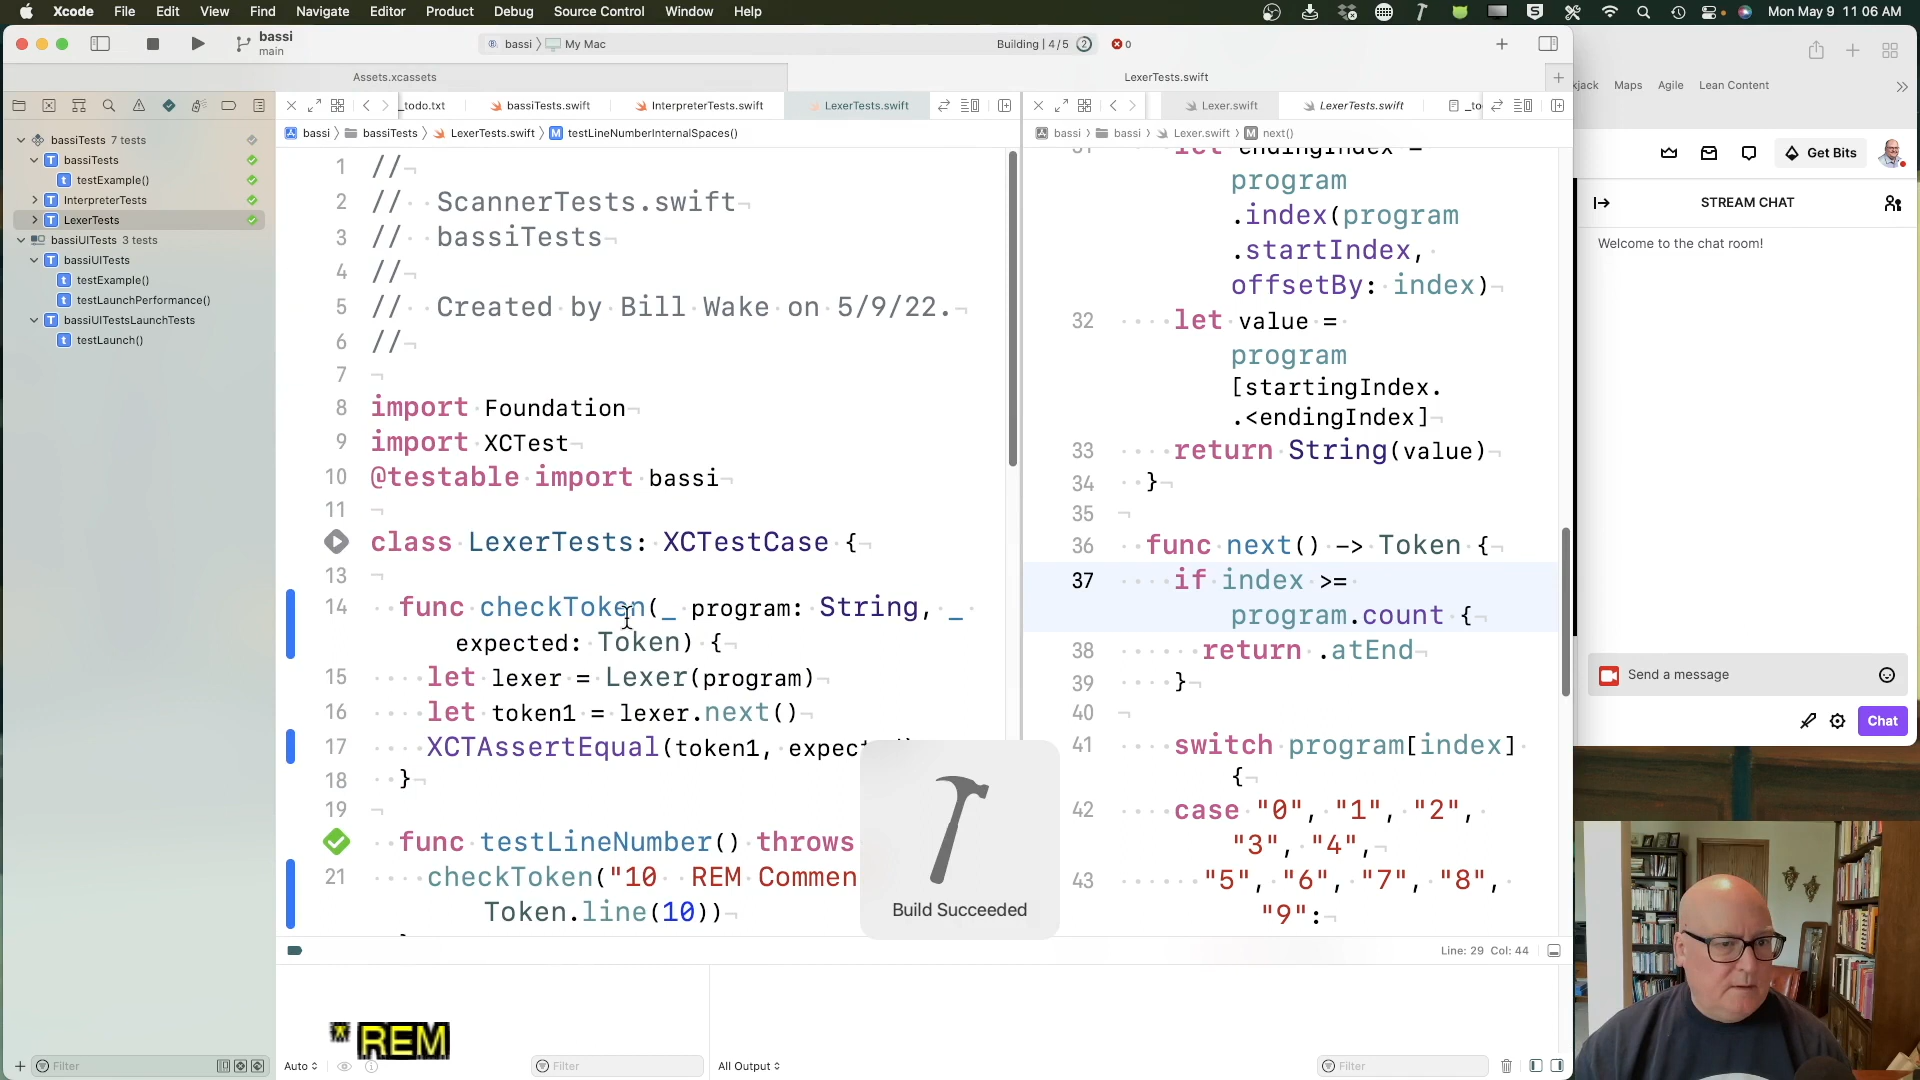 Xcode File Edit View Find Navigate Editor Product Debug Source Control Window Help Mon May 9 11:06 AM
bassi
main
bassi My Mac Building | 4/5 2 0
Assets.xcassets LexerTests.swift
_todo.txt bassiTests.swift InterpreterTests.swift LexerTests.swift
bassi bassiTests LexerTests.swift M testLineNumberInternalSpaces()
bassiTests 7 tests
T bassiTests
t testExample()
T InterpreterTests
T LexerTests
bassiUITests 3 tests
T bassiUITests
t testExample()
t testLaunchPerformance()
T bassiUITestsLaunchTests
t testLaunch()
Filter
1 //
2 // ScannerTests.swift
3 // bassiTests
4 //
5 // Created by Bill Wake on 5/9/22.
6 //
7
8 import Foundation
9 import XCTest
10 @testable import bassi
11
class LexerTests: XCTestCase {
13
14 func checkToken(_ program: String, _
expected: Token) {
15 let lexer = Lexer(program)
16 let token1 = lexer.next()
17 XCTAssertEqual(token1, expec
18 }
19
func testLineNumber() throws
21 checkToken("10 REM Commen
Token.line(10))
Build Succeeded
Lexer.swift LexerTests.swift _to
bassi bassi Lexer.swift M next()
31 let endingIndex =
program
.index(program
.startIndex,
offsetBy: index)
32 let value =
program
[startingIndex.
.<endingIndex]
33 return String(value)
34 }
35
36 func next() -> Token {
37 if index >=
program.count {
38 return .atEnd
39 }
40
41 switch program[index]
{
42 case "0", "1", "2",
"3", "4",
43 "5", "6", "7", "8",
"9":
Line: 29 Col: 44
* REM
Auto Filter All Output Filter
kjack Maps Agile Lean Content
Get Bits
STREAM CHAT
Welcome to the chat room!
Send a message
Chat